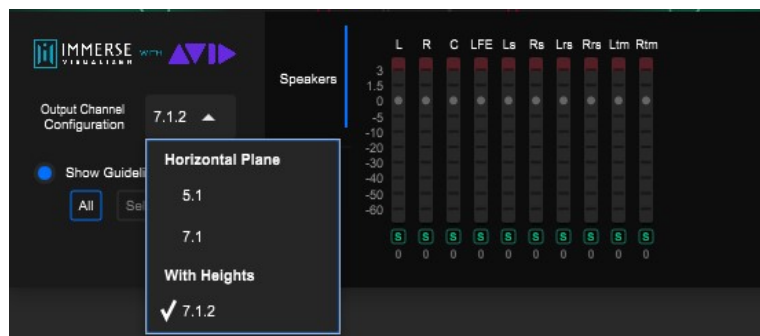 IMMERSE WITH AVID
VISUALIZER
Output Channel
Configuration
7.1.2
Show Guideli
All
Sel
Horizontal Plane
5.1
7.1
With Heights
7.1.2
Speakers
L R C LFE Ls Rs Lrs Rrs Ltm Rtm
3
1.5
0
-5
-10
-20
-30
-40
-50
-60
S S S S S S S S S S
0 0 0 0 0 0 0 0 0 0